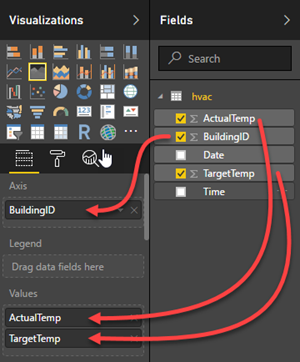 Visualizations
Fields
Search
hvac
ActualTemp
BuildingID
Date
TargetTemp
Time
R
Axis
BuildingID
Legend
Drag data fields here
Values
ActualTemp
TargetTemp